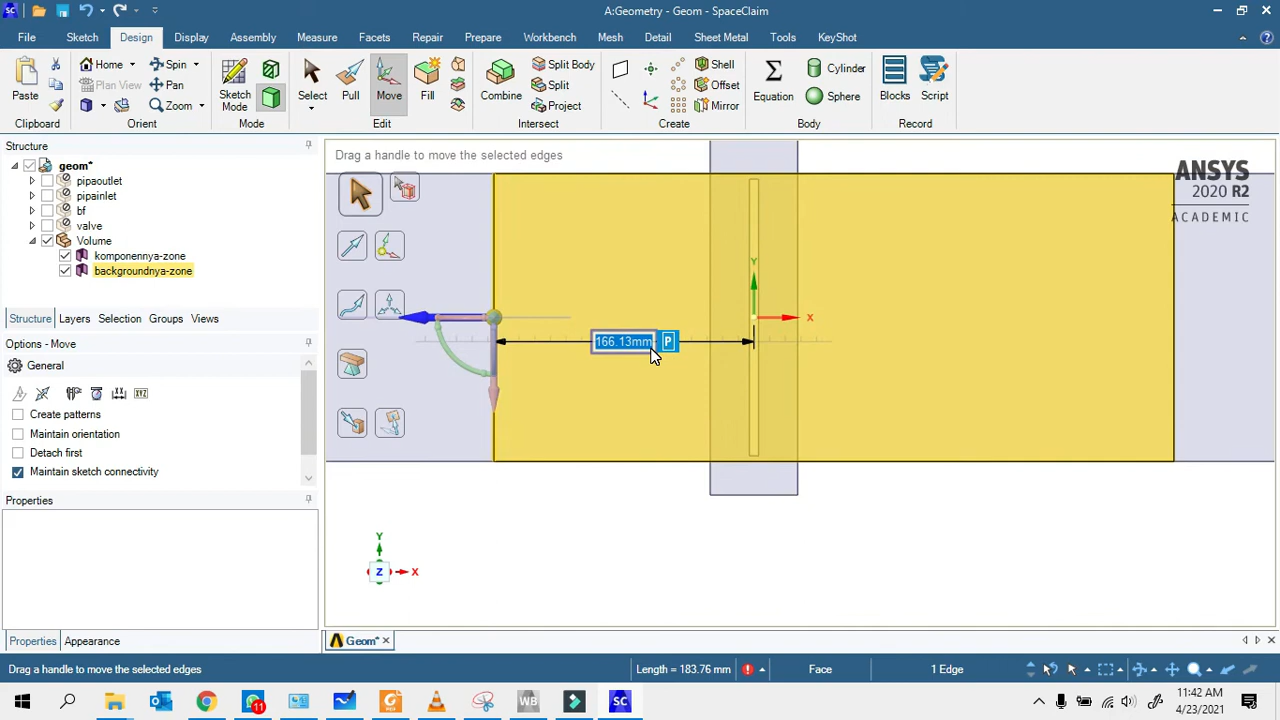 A:Geometry - Geom - SpaceClaim
File Sketch Design Display Assembly Measure Facets Repair Prepare Workbench Mesh Detail Sheet Metal Tools KeyShot
Paste
Home
Plan View
Spin
Pan
Zoom
Sketch Mode
Select
Pull
Move
Fill
Combine
Split Body
Split
Project
Shell
Offset
Mirror
Equation
Cylinder
Sphere
Blocks
Script
Clipboard Orient Mode Edit Intersect Create Body Record
Structure
geom*
pipaoutlet
pipainlet
bf
valve
Volume
komponennya-zone
backgroundnya-zone
Structure Layers Selection Groups Views
Options - Move
General
Create patterns
Maintain orientation
Detach first
Maintain sketch connectivity
Properties
Properties Appearance
Drag a handle to move the selected edges
ANSYS
2020 R2
ACADEMIC
Y
X
166.13mm P
Y
Z X
Geom*
Drag a handle to move the selected edges
Length = 183.76 mm
Face
1 Edge
11
WB
SC
11:42 AM
4/23/2021